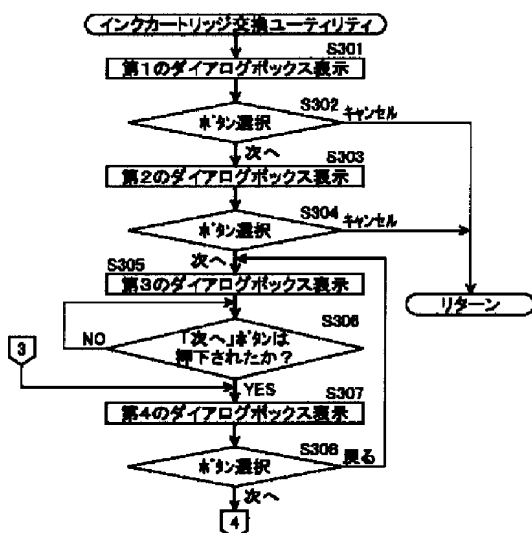 インクカートリッジ交換ユーティリティ
S301
第1のダイアログボックス表示
S302
ボタン選択
キャンセル
次へ
S303
第2のダイアログボックス表示
S304
ボタン選択
キャンセル
次へ
S305
第3のダイアログボックス表示
リターン
S306
「次へ」ボタンは
押下されたか?
NO
3
YES
S307
第4のダイアログボックス表示
S308
ボタン選択
戻る
次へ
4